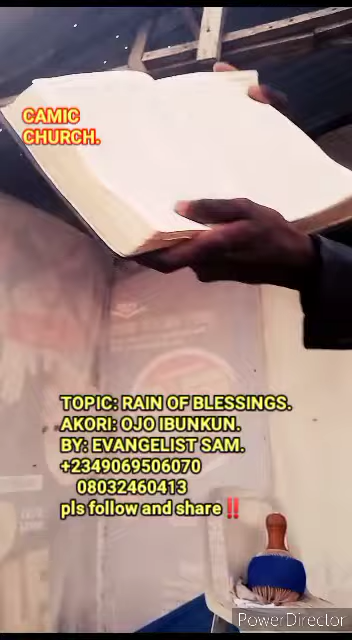 CAMIC
CHURCH.
TOPIC: RAIN OF BLESSINGS.
AKORI: OJO IBUNKUN.
BY: EVANGELIST SAM.
+2349069506070
08032460413
pls follow and share‼️
PowerDirector